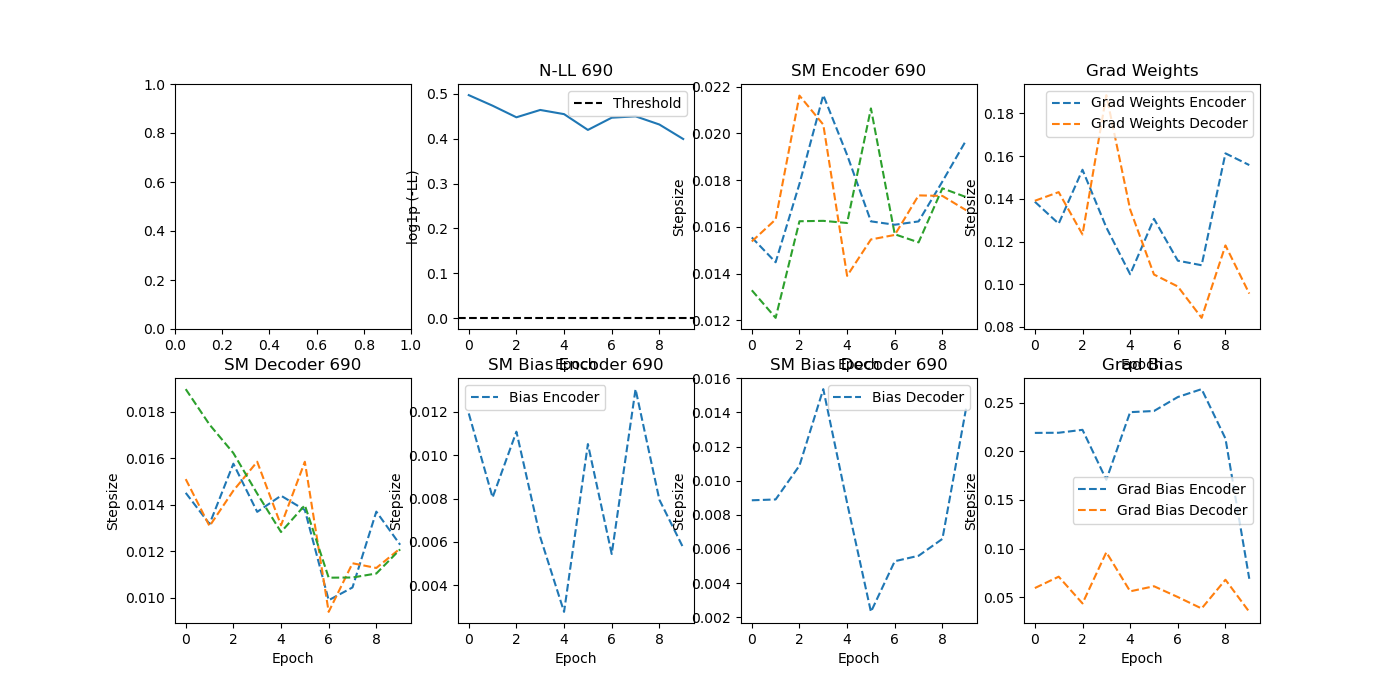 N-LL 690
SM Encoder 690
Grad Weights
1.0
0.8
0.6
0.4
0.2
0.0
0.0 0.2 0.4 0.6 0.8 1.0
log1p (-LL)
0.5
0.4
0.3
0.2
0.1
0.0
Threshold
0 2 4 6 8
Epoch
Stepsize
0.022
0.020
0.018
0.016
0.014
0.012
0 2 4 6 8
Epoch
Stepsize
0.18
0.16
0.14
0.12
0.10
0.08
Grad Weights Encoder
Grad Weights Decoder
0 2 4 6 8
Epoch
SM Decoder 690
SM Bias Encoder 690
SM Bias Decoder 690
Grad Bias
Stepsize
0.018
0.016
0.014
0.012
0.010
0 2 4 6 8
Epoch
Stepsize
0.012
0.010
0.008
0.006
0.004
Bias Encoder
0 2 4 6 8
Epoch
Stepsize
0.016
0.014
0.012
0.010
0.008
0.006
0.004
0.002
Bias Decoder
0 2 4 6 8
Epoch
Stepsize
0.25
0.20
0.15
0.10
0.05
Grad Bias Encoder
Grad Bias Decoder
0 2 4 6 8
Epoch